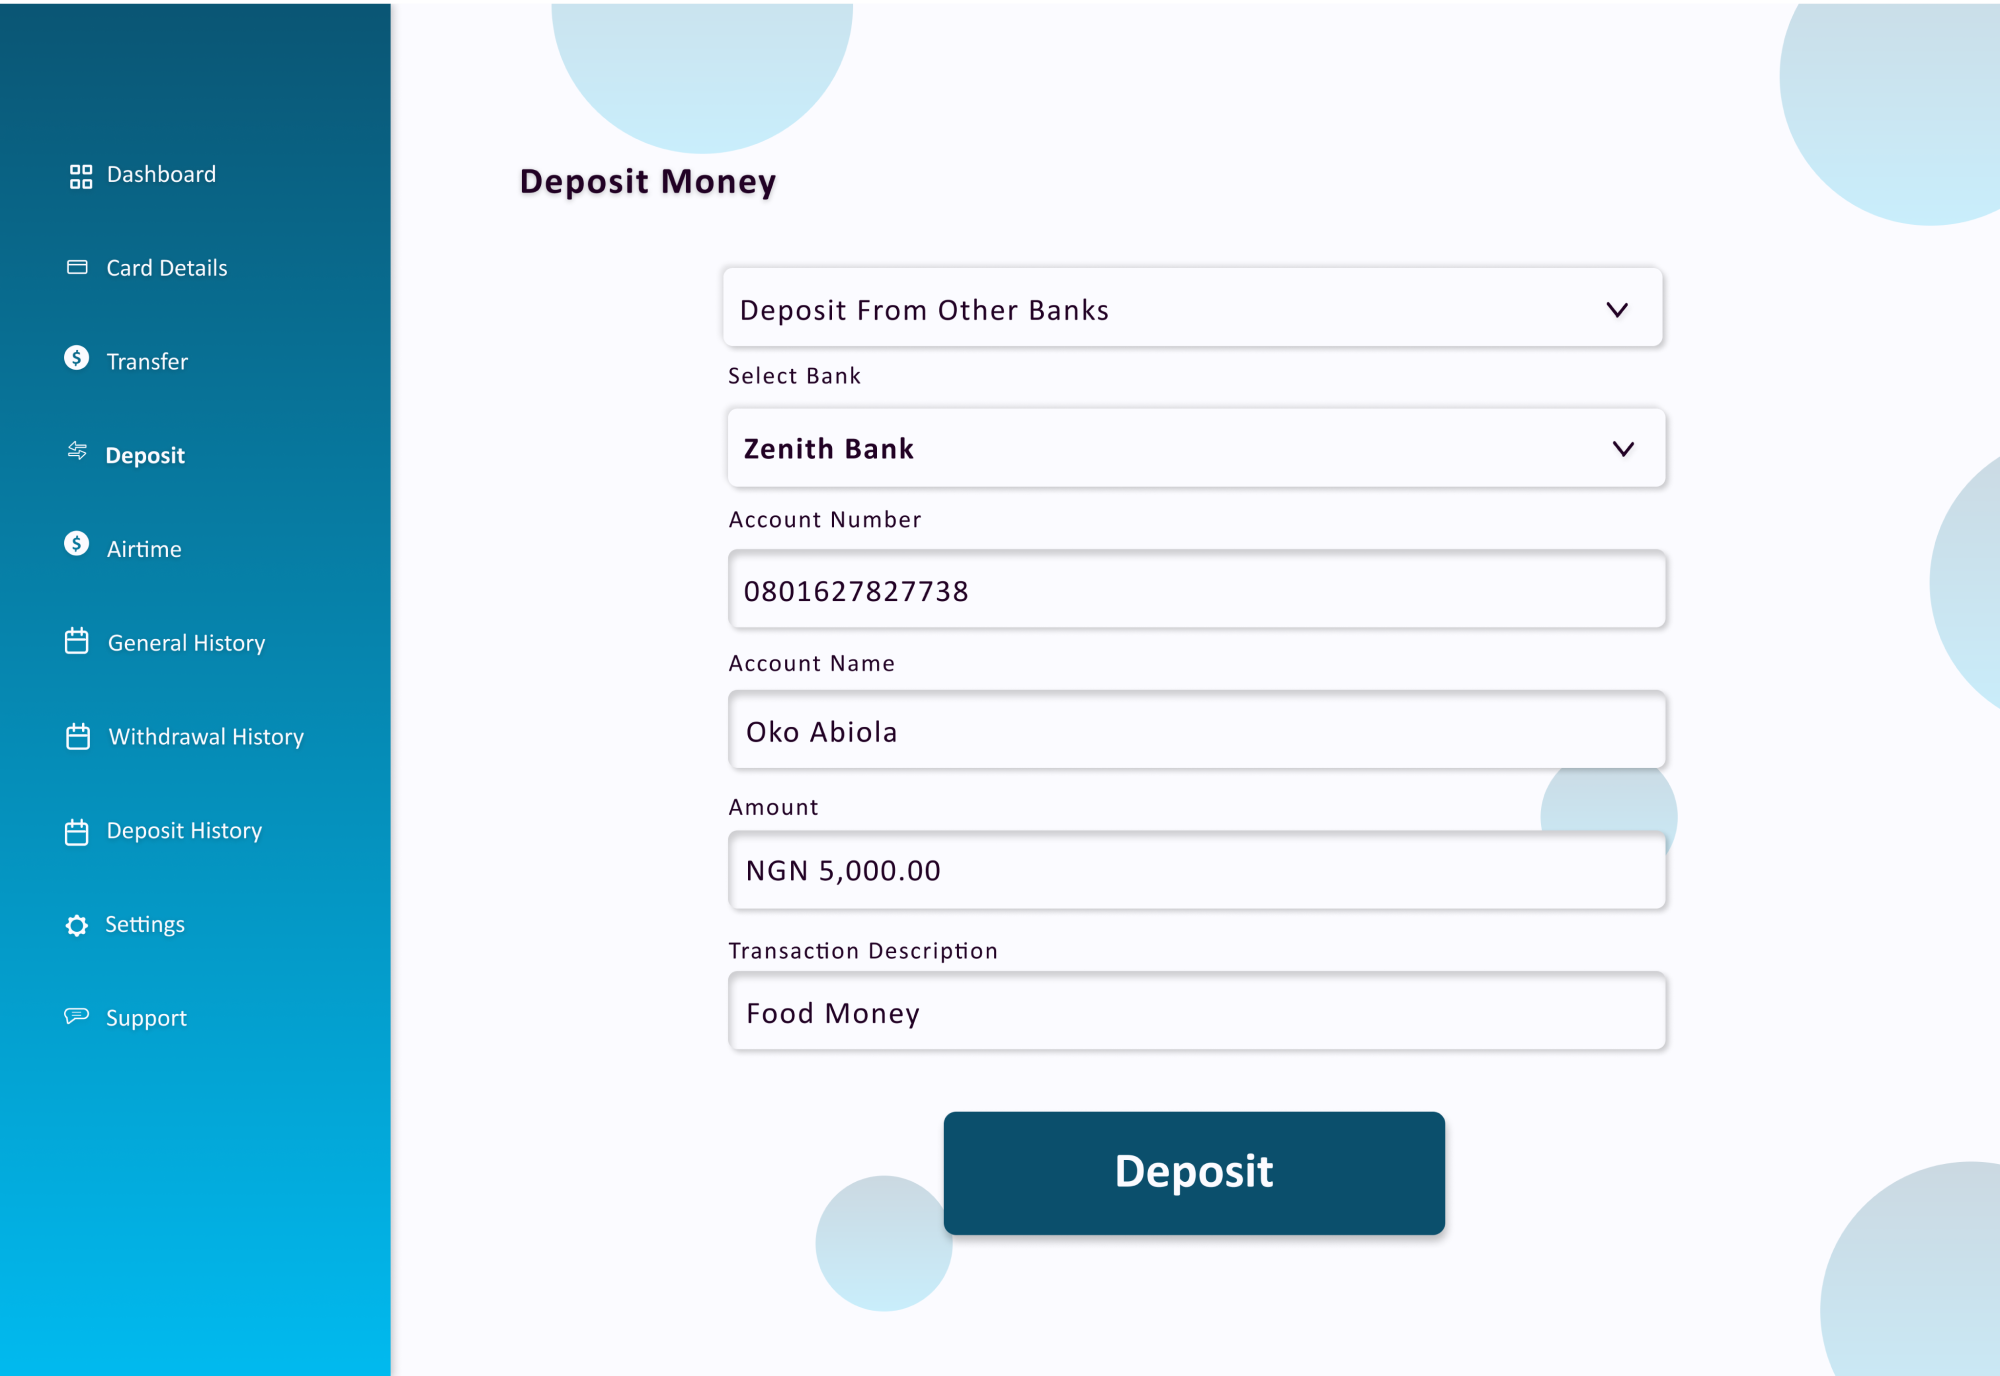 Dashboard
Card Details
Transfer
Deposit
Airtime
General History
Withdrawal History
Deposit History
Settings
Support
Deposit Money
Deposit From Other Banks
Select Bank
Zenith Bank
Account Number
0801627827738
Account Name
Oko Abiola
Amount
NGN 5,000.00
Transaction Description
Food Money
Deposit